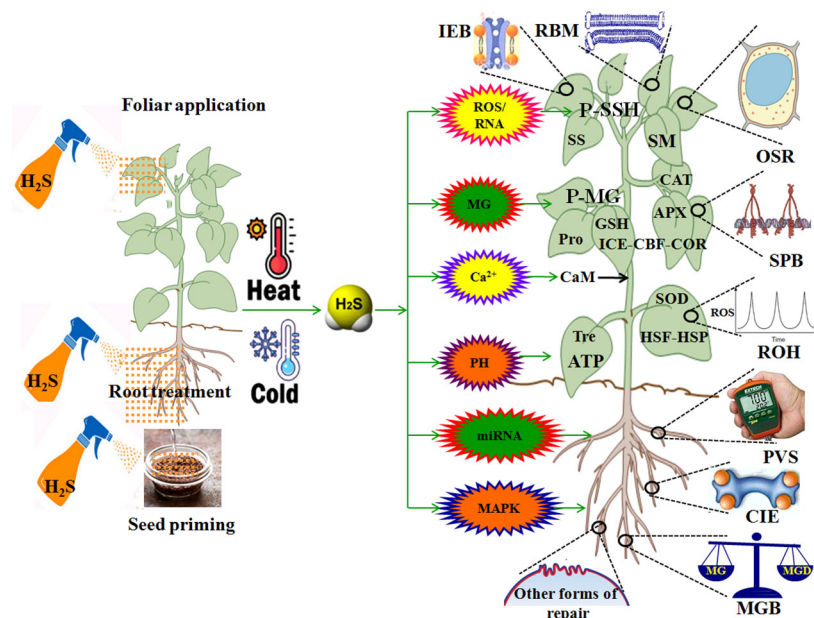 Foliar application
H₂S
H₂S
Root treatment
H₂S
Seed priming
Heat
Cold
H₂S
ROS/
RNA
MG
Ca²⁺
PH
miRNA
MAPK
IEB
RBM
P-SSH
SS
SM
OSR
CAT
P-MG
GSH
APX
Pro
ICE-CBF-COR
SPB
CaM
SOD
ROS
Time
Tre
HSF-HSP
ATP
ROH
EXTECH
PVS
CIE
MG
MGD
MGB
Other forms of
repair